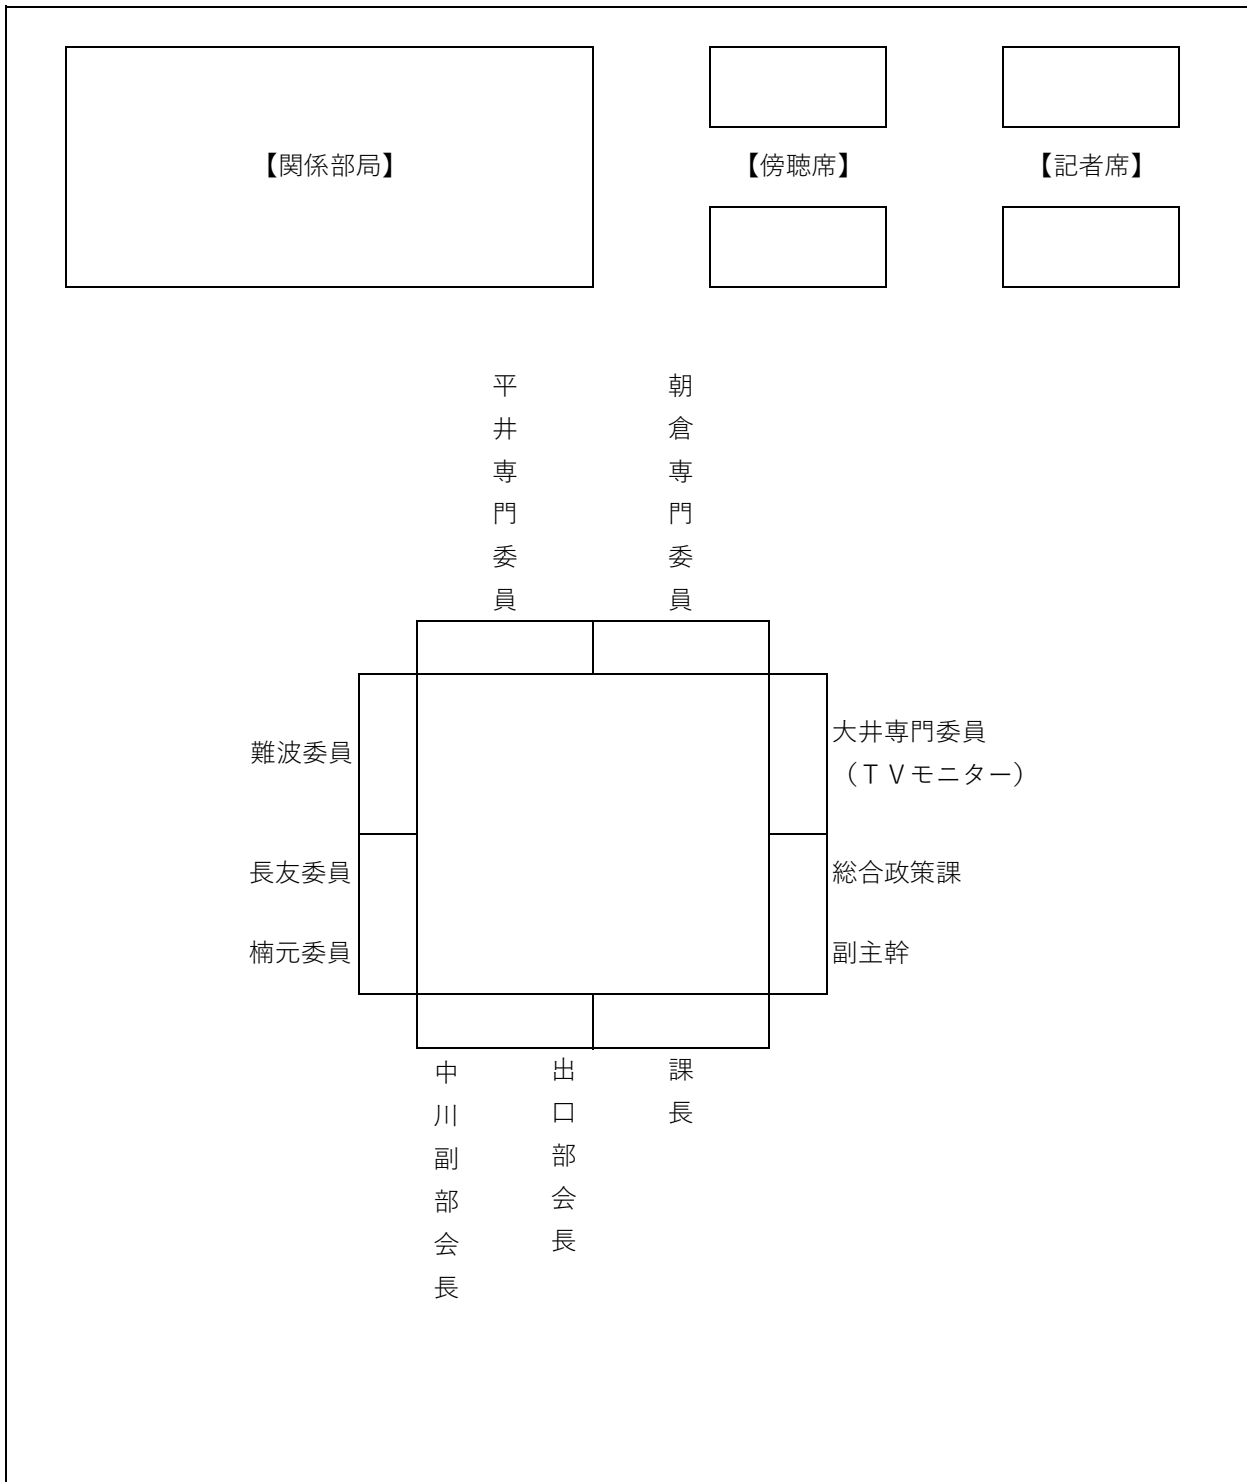 【関係部局】
【傍聴席】
【記者席】
平井専門委員
朝倉専門委員
難波委員
大井専門委員
（ＴＶモニター）
長友委員
総合政策課
楠元委員
副主幹
中川副部会長
出口部会長
課長